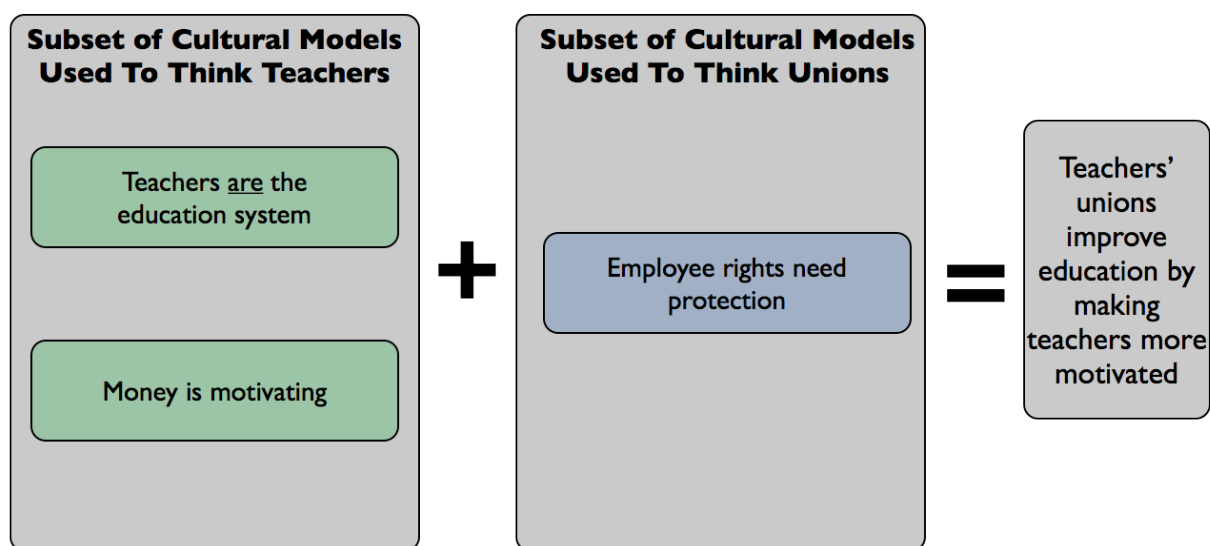 Subset of Cultural Models
Used To Think Teachers
Teachers are the
education system
Money is motivating
+
Subset of Cultural Models
Used To Think Unions
Employee rights need
protection
=
Teachers’
unions
improve
education by
making
teachers more
motivated